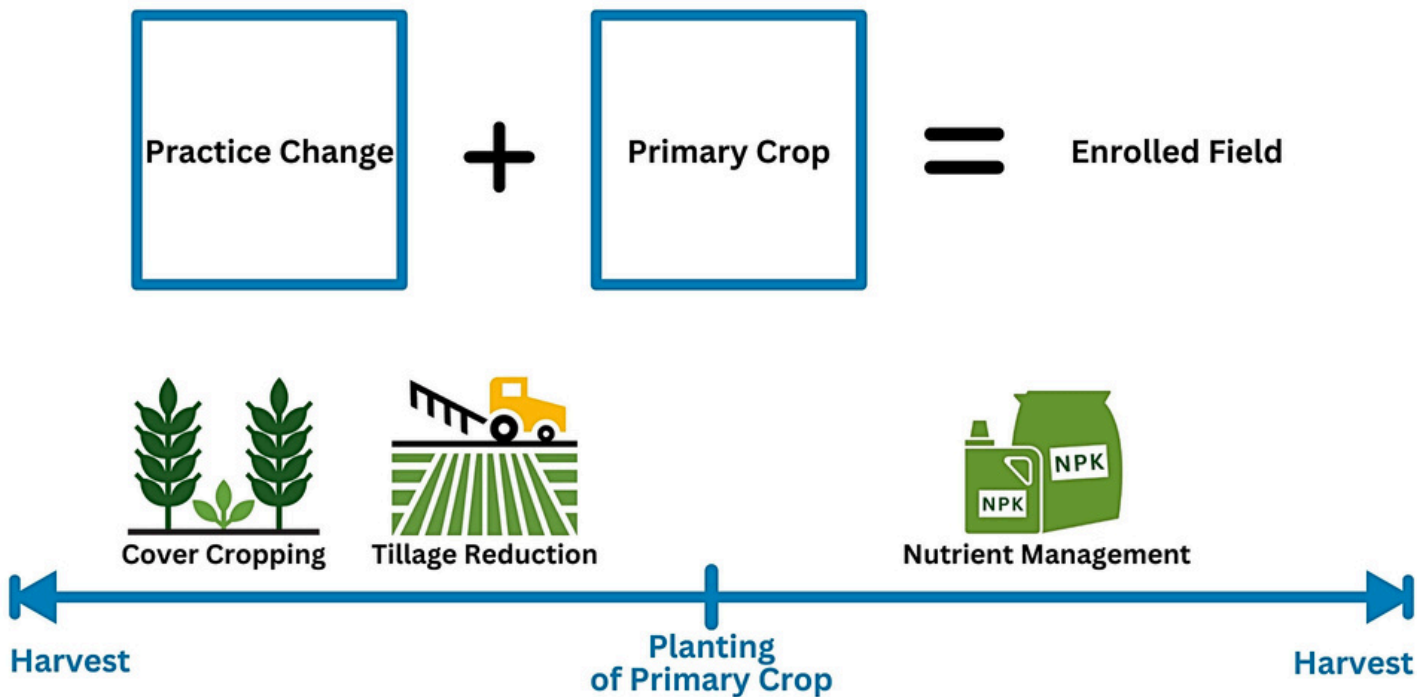 Practice Change
+
Primary Crop
=
Enrolled Field
Cover Cropping
Tillage Reduction
NPK
NPK
Nutrient Management
Harvest
Planting
of Primary Crop
Harvest